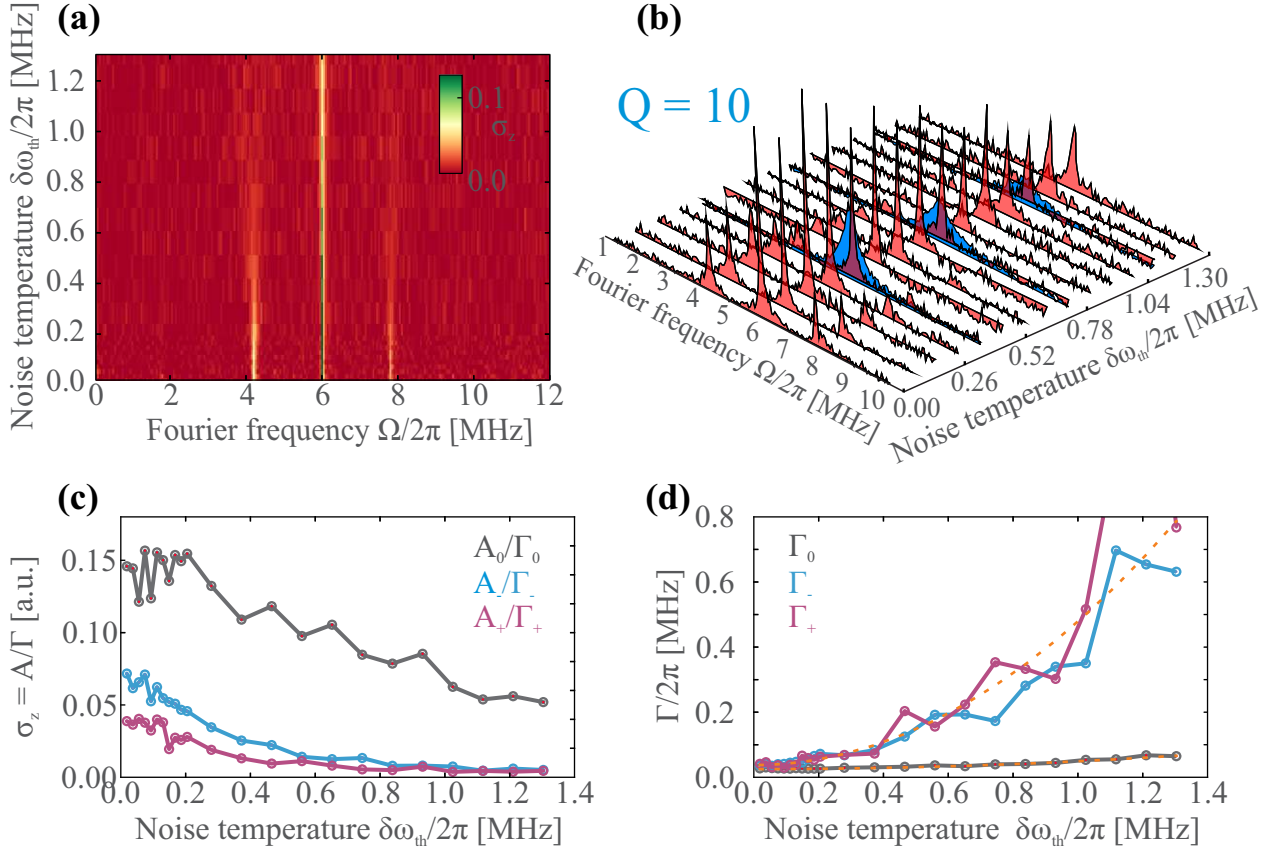 (a)
Noise temperature δω_th/2π [MHz]
1.2
1.0
0.8
0.6
0.4
0.2
0.0
0.1
σ_z
0.0
0 2 4 6 8 10 12
Fourier frequency Ω/2π [MHz]
(b)
Q = 10
1 2 3 4 5 6 7 8 9 10
Fourier frequency Ω/2π [MHz]
0.00 0.26 0.52 0.78 1.04 1.30
Noise temperature δω_th/2π [MHz]
(c)
σ_z = A/Γ [a.u.]
0.15
0.10
0.05
0.00
A_0/Γ_0
A_-/Γ_-
A_+/Γ_+
0.0 0.2 0.4 0.6 0.8 1.0 1.2 1.4
Noise temperature δω_th/2π [MHz]
(d)
Γ/2π [MHz]
0.8
0.6
0.4
0.2
0.0
Γ_0
Γ_-
Γ_+
0.0 0.2 0.4 0.6 0.8 1.0 1.2 1.4
Noise temperature δω_th/2π [MHz]